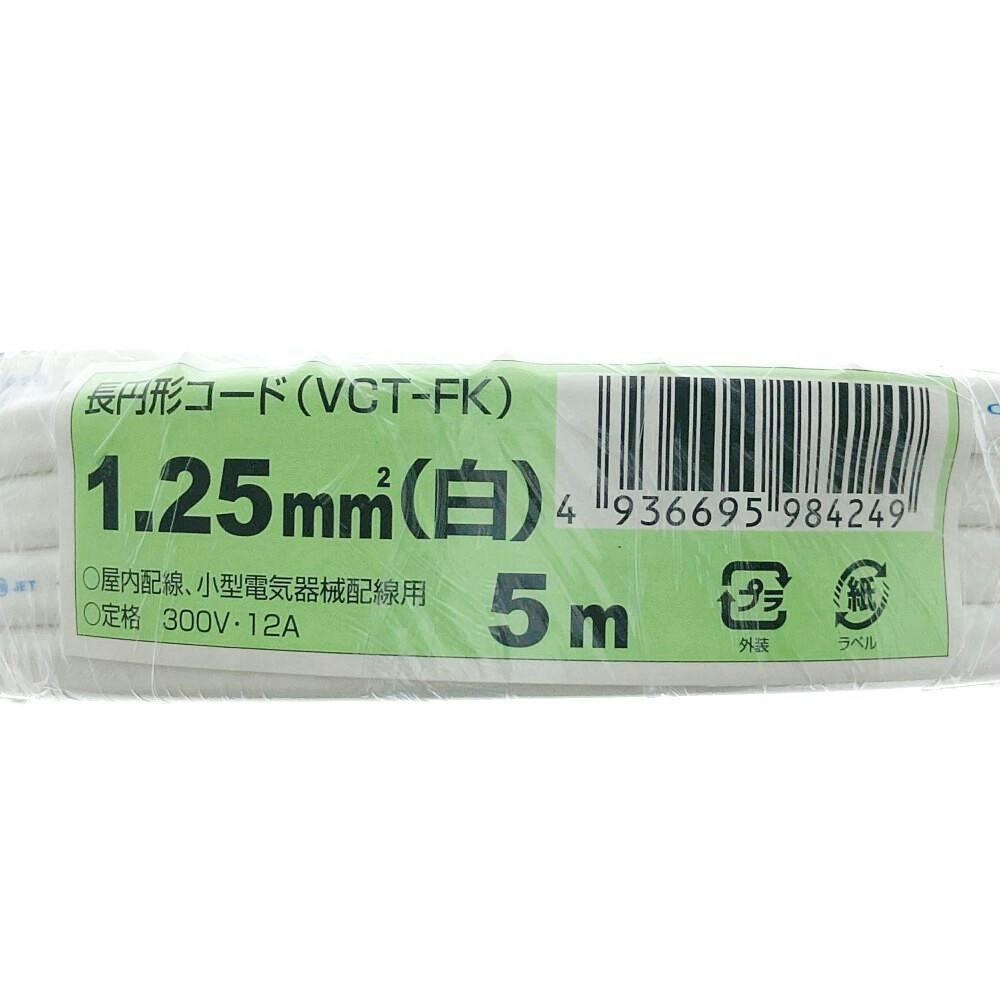 長円形コード(VCT-FK)
1.25mm²(白)
4 936695 984249
○屋内配線、小型電気器械配線用
○定格 300V・12A
5m
プラ
外装
紙
ラベル
JET